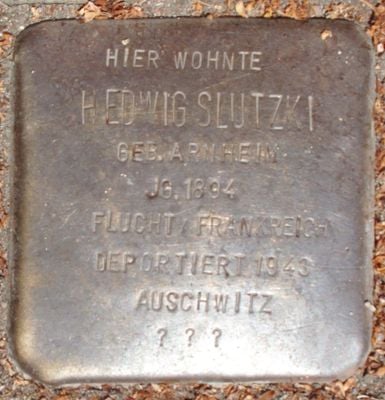 HIER WOHNTE
HEDWIG SLUTZKI
GEB. ARNHEIM
JG. 1894
FLUCHT, FRANKREICH
DEPORTIERT 1943
AUSCHWITZ
? ? ?